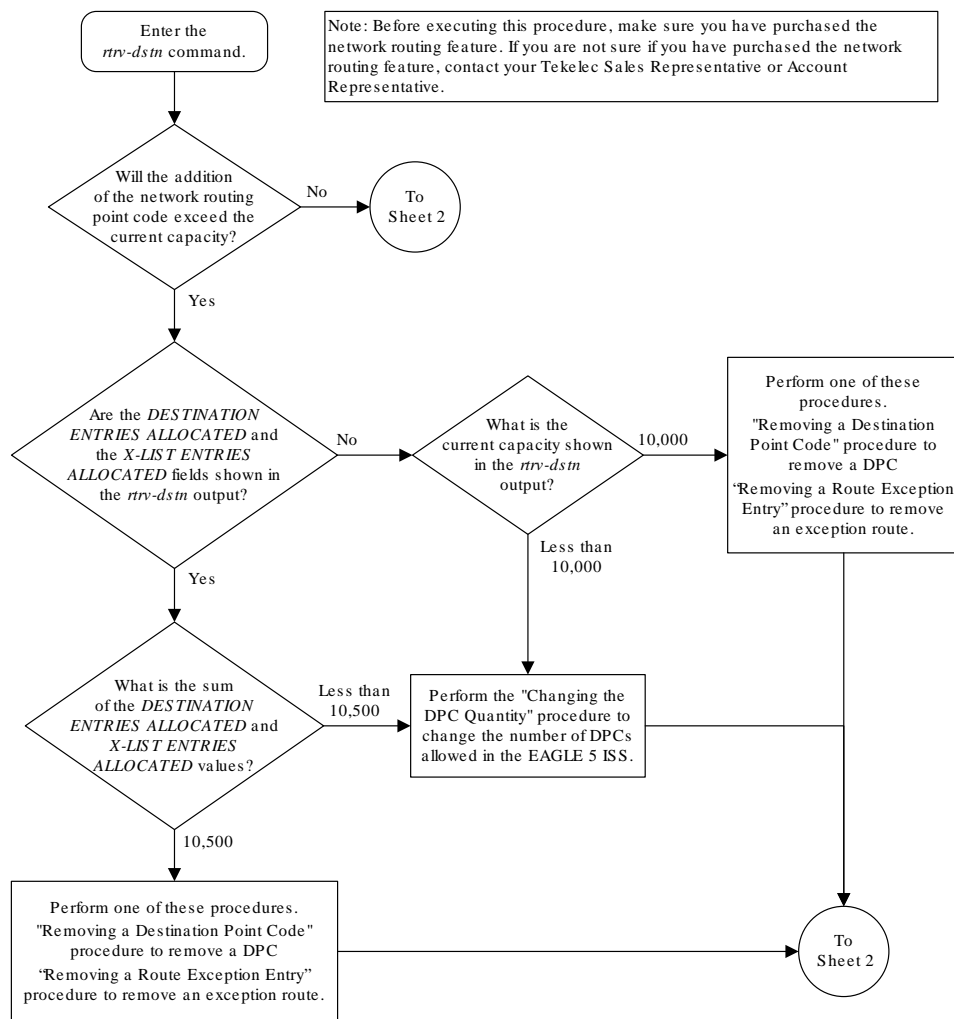 Enter the
rtrv-dstn command.
Note: Before executing this procedure, make sure you have purchased the
network routing feature. If you are not sure if you have purchased the network
routing feature, contact your Tekelec Sales Representative or Account
Representative.
Will the addition
of the network routing
point code exceed the
current capacity?
No
To
Sheet 2
Yes
Are the DESTINATION
ENTRIES ALLOCATED and
the X-LIST ENTRIES
ALLOCATED fields shown in
the rtrv-dstn output?
No
What is the
current capacity shown
in the rtrv-dstn
output?
10,000
Perform one of these
procedures.
"Removing a Destination
Point Code" procedure to
remove a DPC
“Removing a Route Exception
Entry” procedure to remove
an exception route.
Less than
10,000
Yes
What is the sum
of the DESTINATION
ENTRIES ALLOCATED and
X-LIST ENTRIES
ALLOCATED values?
Less than
10,500
Perform the "Changing the
DPC Quantity" procedure to
change the number of DPCs
allowed in the EAGLE 5 ISS.
10,500
Perform one of these procedures.
"Removing a Destination Point Code"
procedure to remove a DPC
“Removing a Route Exception Entry”
procedure to remove an exception route.
To
Sheet 2